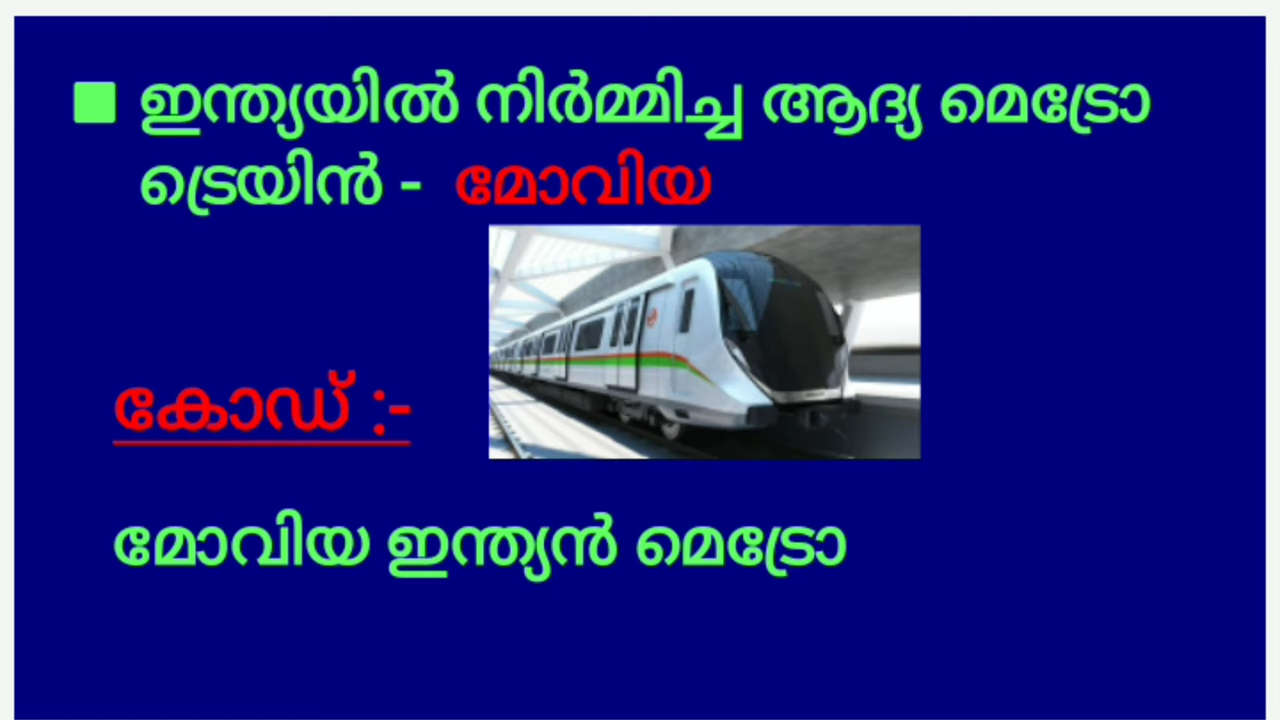 ഇന്ത്യയിൽ നിർമ്മിച്ച ആദ്യ മെട്രോ
ട്രെയിൻ - മോവിയ
കോഡ് :-
മോവിയ ഇന്ത്യൻ മെട്രോ